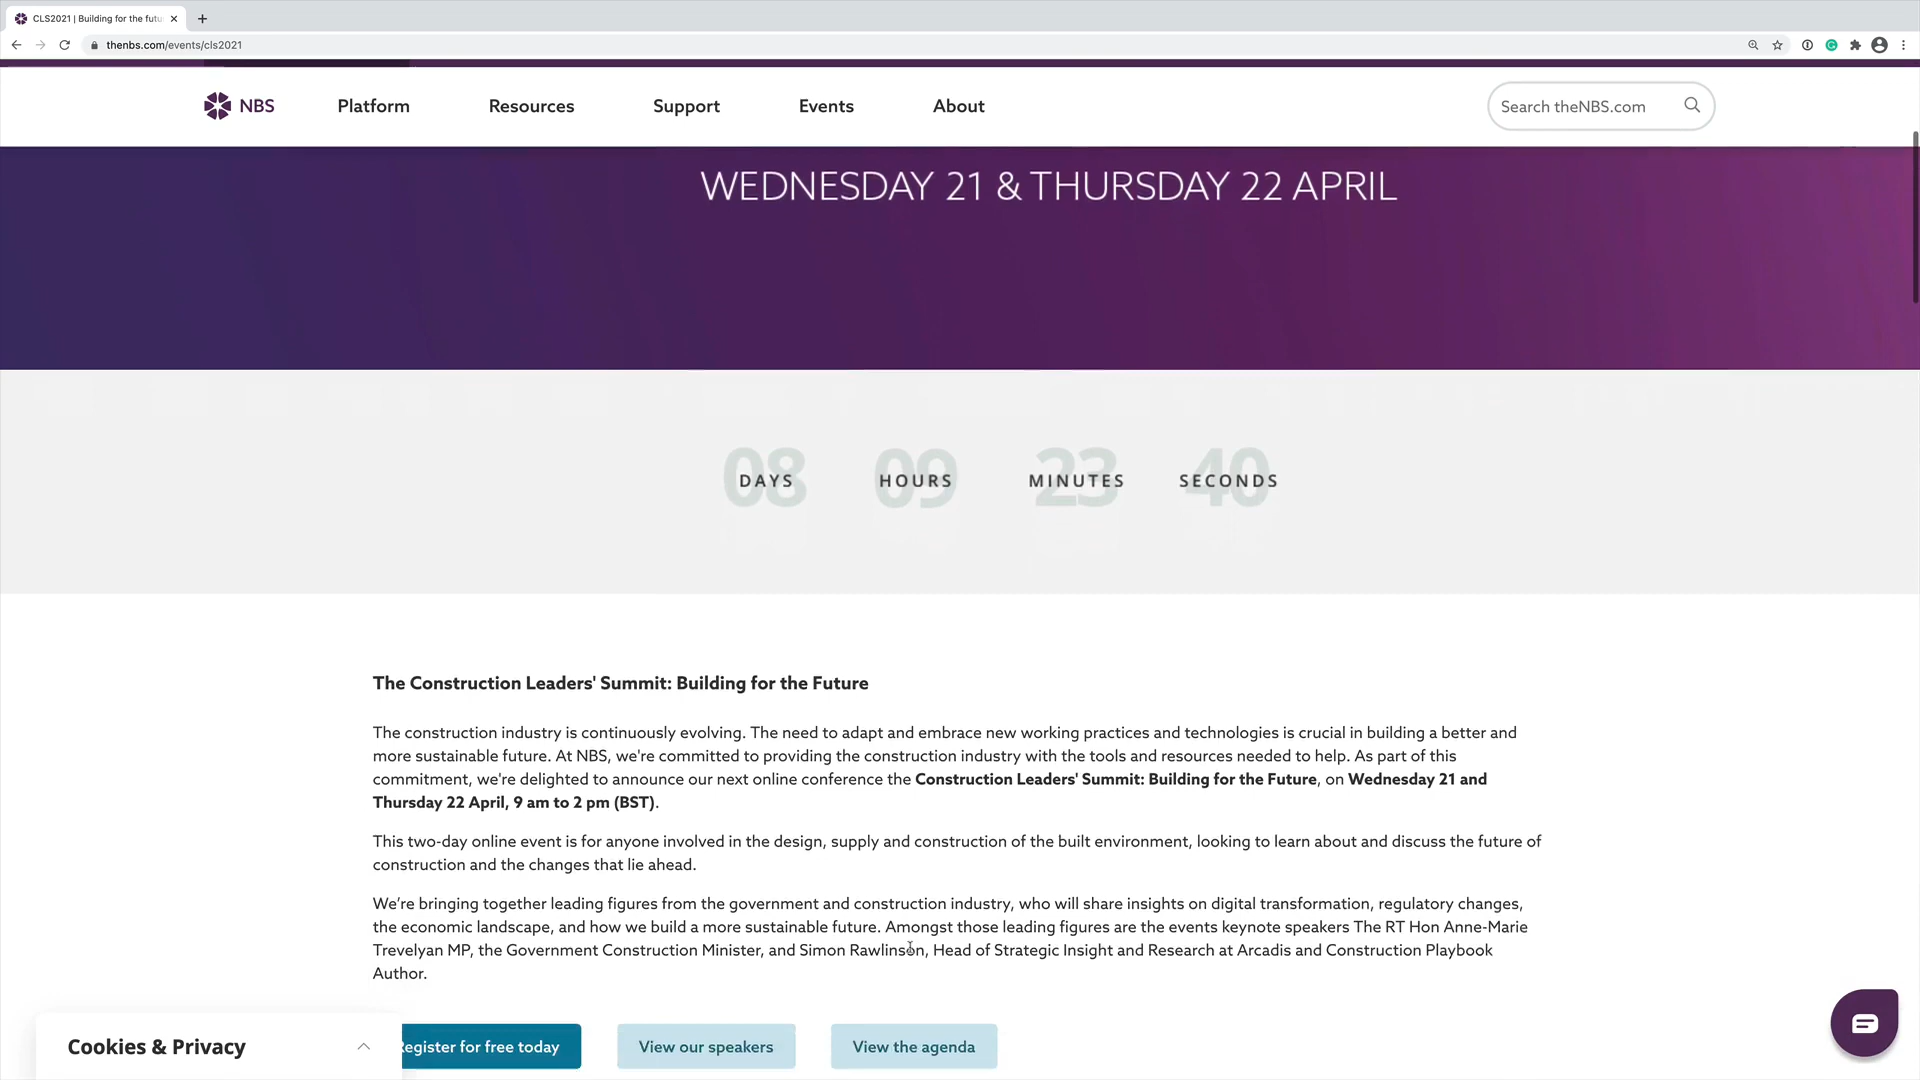 CLS2021 | Building for the futu
thenbs.com/events/cls2021
NBS
Platform
Resources
Support
Events
About
Search theNBS.com
WEDNESDAY 21 & THURSDAY 22 APRIL
08 09 23 40
DAYS HOURS MINUTES SECONDS
The Construction Leaders' Summit: Building for the Future
The construction industry is continuously evolving. The need to adapt and embrace new working practices and technologies is crucial in building a better and
more sustainable future. At NBS, we're committed to providing the construction industry with the tools and resources needed to help. As part of this
commitment, we're delighted to announce our next online conference the Construction Leaders' Summit: Building for the Future, on Wednesday 21 and
Thursday 22 April, 9 am to 2 pm (BST).
This two-day online event is for anyone involved in the design, supply and construction of the built environment, looking to learn about and discuss the future of
construction and the changes that lie ahead.
We're bringing together leading figures from the government and construction industry, who will share insights on digital transformation, regulatory changes,
the economic landscape, and how we build a more sustainable future. Amongst those leading figures are the events keynote speakers The RT Hon Anne-Marie
Trevelyan MP, the Government Construction Minister, and Simon Rawlinson, Head of Strategic Insight and Research at Arcadis and Construction Playbook
Author.
Cookies & Privacy
Register for free today
View our speakers
View the agenda